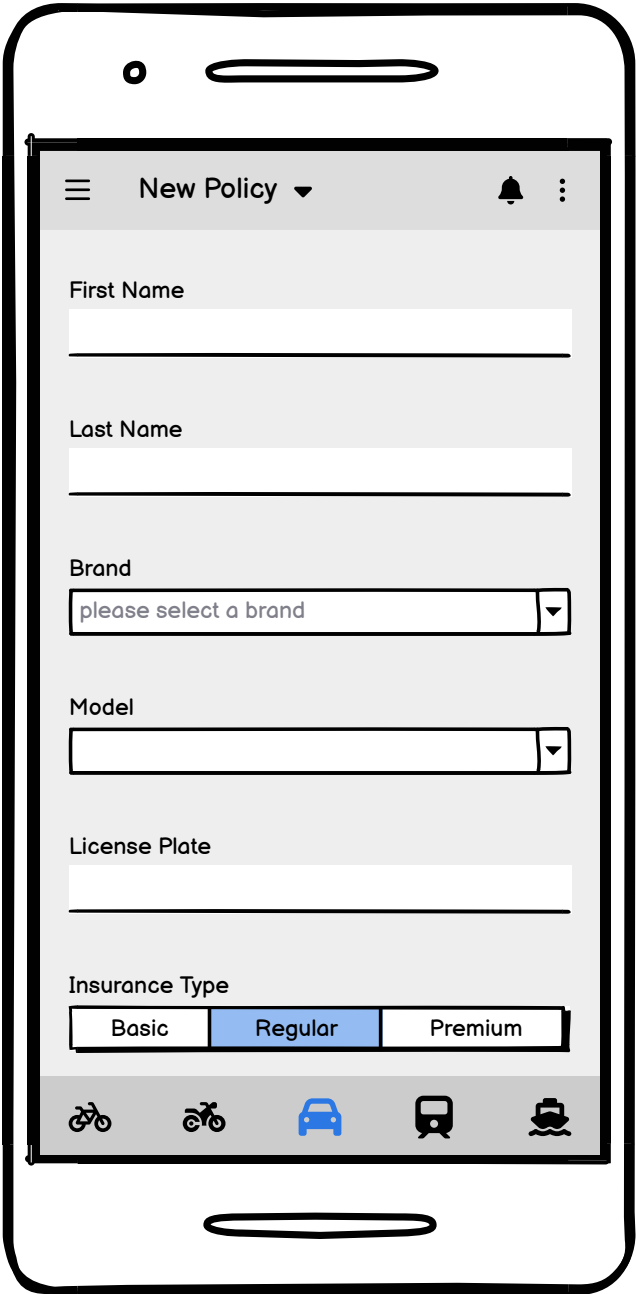 New Policy
First Name
Last Name
Brand
please select a brand
Model
License Plate
Insurance Type
Basic Regular Premium